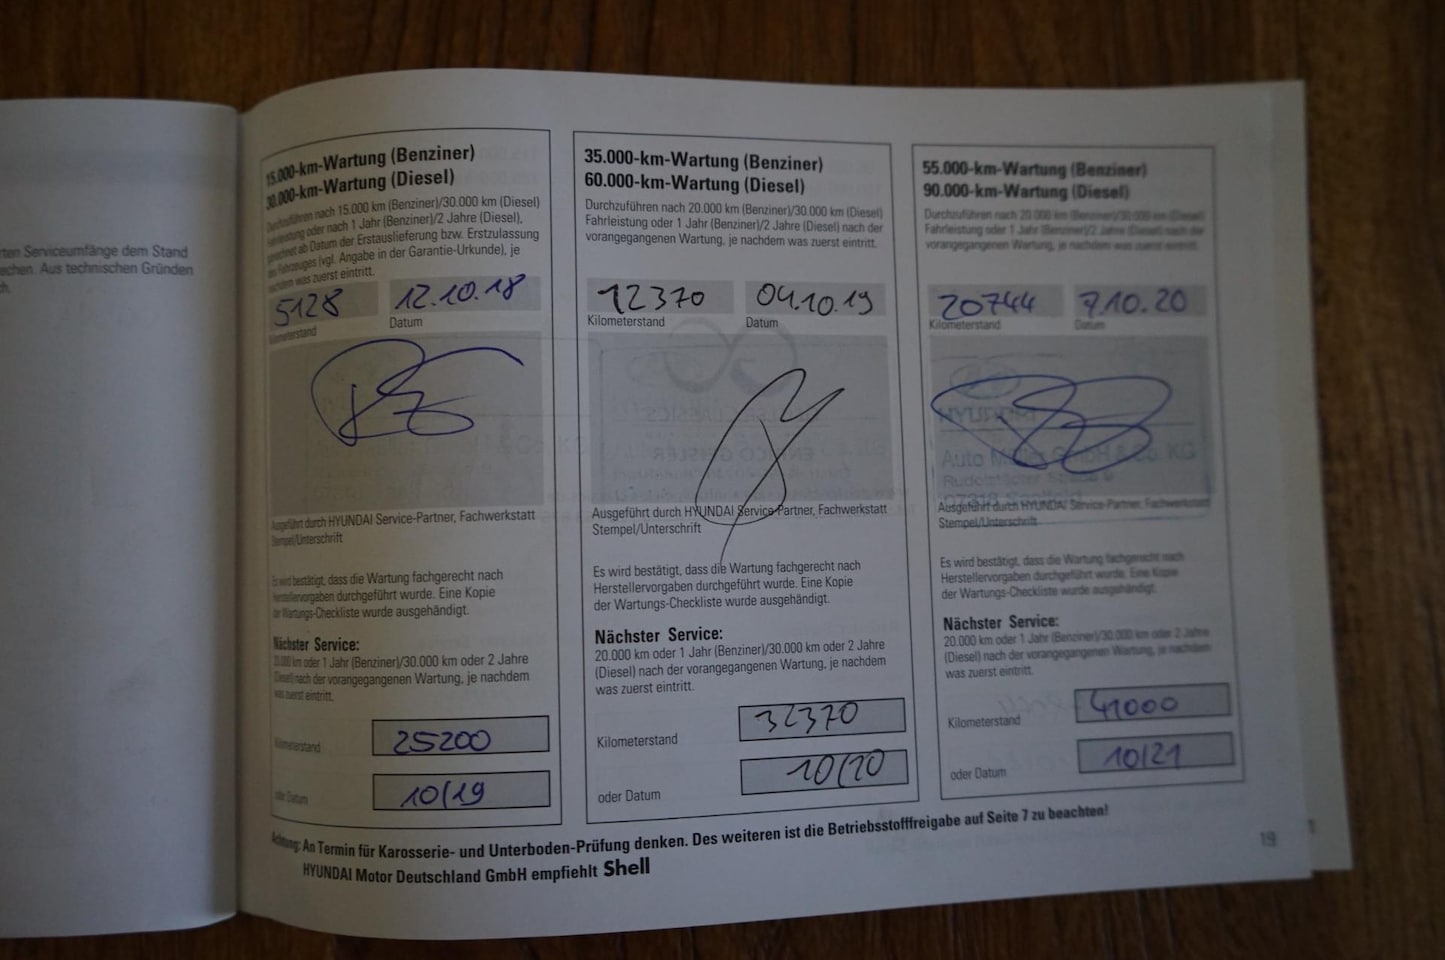 rten Serviceumfänge dem Stand
echen. Aus technischen Gründen
ch.
15.000-km-Wartung (Benziner)
30.000-km-Wartung (Diesel)
Durchzuführen nach 15.000 km (Benziner)/30.000 km (Diesel)
Fahrleistung oder nach 1 Jahr (Benziner)/2 Jahre (Diesel),
gerechnet ab Datum der Erstauslieferung bzw. Erstzulassung
des Fahrzeuges (vgl. Angabe in der Garantie-Urkunde), je
nachdem was zuerst eintritt.
5128
12.10.18
Kilometerstand
Datum
Ausgeführt durch HYUNDAI Service-Partner, Fachwerkstatt
Stempel/Unterschrift
Es wird bestätigt, dass die Wartung fachgerecht nach
Herstellervorgaben durchgeführt wurde. Eine Kopie
der Wartungs-Checkliste wurde ausgehändigt.
Nächster Service:
20.000 km oder 1 Jahr (Benziner)/30.000 km oder 2 Jahre
(Diesel) nach der vorangegangenen Wartung, je nachdem
was zuerst eintritt.
Kilometerstand
25200
oder Datum
10/19
35.000-km-Wartung (Benziner)
60.000-km-Wartung (Diesel)
Durchzuführen nach 20.000 km (Benziner)/30.000 km (Diesel)
Fahrleistung oder 1 Jahr (Benziner)/2 Jahre (Diesel) nach der
vorangegangenen Wartung, je nachdem was zuerst eintritt.
12370
04.10.19
Kilometerstand
Datum
Ausgeführt durch HYUNDAI Service-Partner, Fachwerkstatt
Stempel/Unterschrift
Es wird bestätigt, dass die Wartung fachgerecht nach
Herstellervorgaben durchgeführt wurde. Eine Kopie
der Wartungs-Checkliste wurde ausgehändigt.
Nächster Service:
20.000 km oder 1 Jahr (Benziner)/30.000 km oder 2 Jahre
(Diesel) nach der vorangegangenen Wartung, je nachdem
was zuerst eintritt.
Kilometerstand
32370
oder Datum
10/20
55.000-km-Wartung (Benziner)
90.000-km-Wartung (Diesel)
Durchzuführen nach 20.000 km (Benziner)/30.000 km (Diesel)
Fahrleistung oder 1 Jahr (Benziner)/2 Jahre (Diesel) nach der
vorangegangenen Wartung, je nachdem was zuerst eintritt.
20744
7.10.20
Kilometerstand
Datum
HYUNDAI
Auto GmbH & Co. KG
Ausgeführt durch HYUNDAI Service-Partner, Fachwerkstatt
Stempel/Unterschrift
Es wird bestätigt, dass die Wartung fachgerecht nach
Herstellervorgaben durchgeführt wurde. Eine Kopie
der Wartungs-Checkliste wurde ausgehändigt.
Nächster Service:
20.000 km oder 1 Jahr (Benziner)/30.000 km oder 2 Jahre
(Diesel) nach der vorangegangenen Wartung, je nachdem
was zuerst eintritt.
Kilometerstand
41000
oder Datum
10/21
Achtung: An Termin für Karosserie- und Unterboden-Prüfung denken. Des weiteren ist die Betriebsstofffreigabe auf Seite 7 zu beachten!
HYUNDAI Motor Deutschland GmbH empfiehlt Shell
19